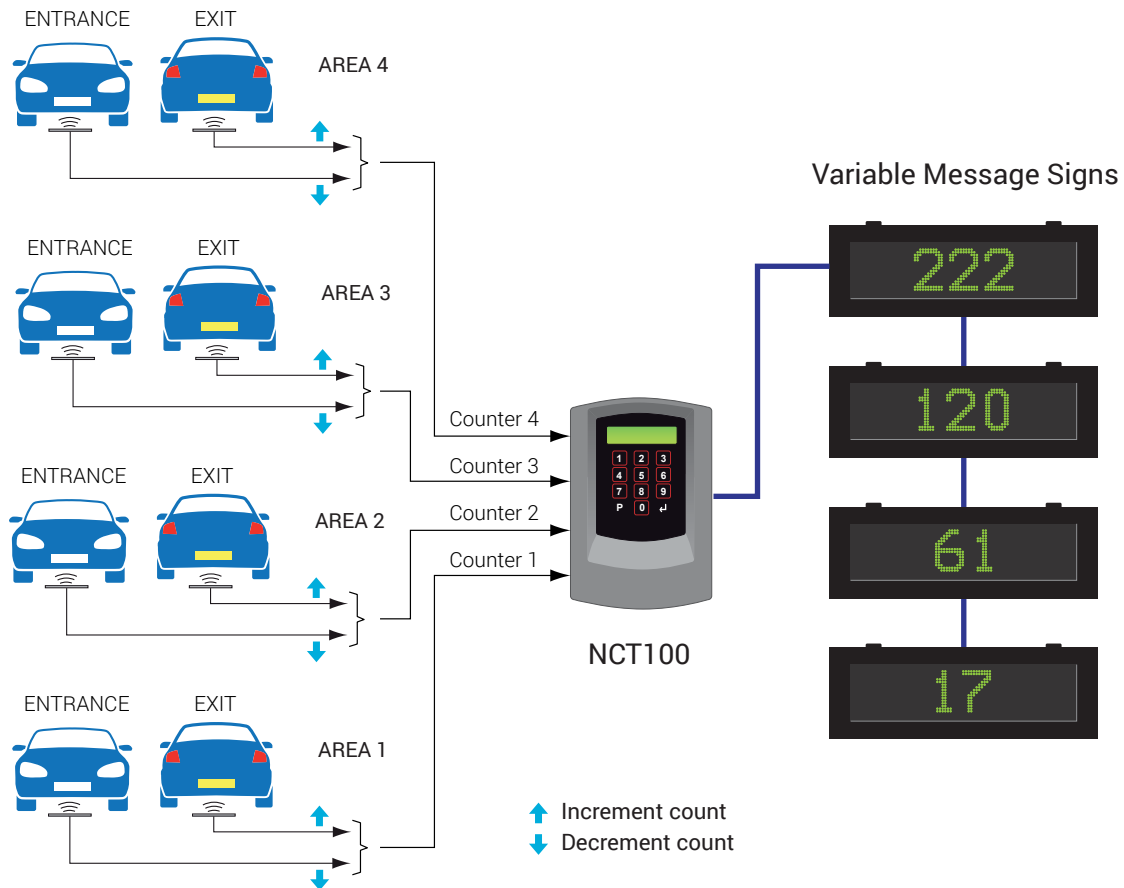 ENTRANCE EXIT
AREA 4
Variable Message Signs
222
ENTRANCE EXIT
AREA 3
120
Counter 4
1 2 3
Counter 3
4 5 6
7 8 9
P 0 ↵
ENTRANCE EXIT
AREA 2
Counter 2
61
Counter 1
NCT100
17
ENTRANCE EXIT
AREA 1
Increment count
Decrement count